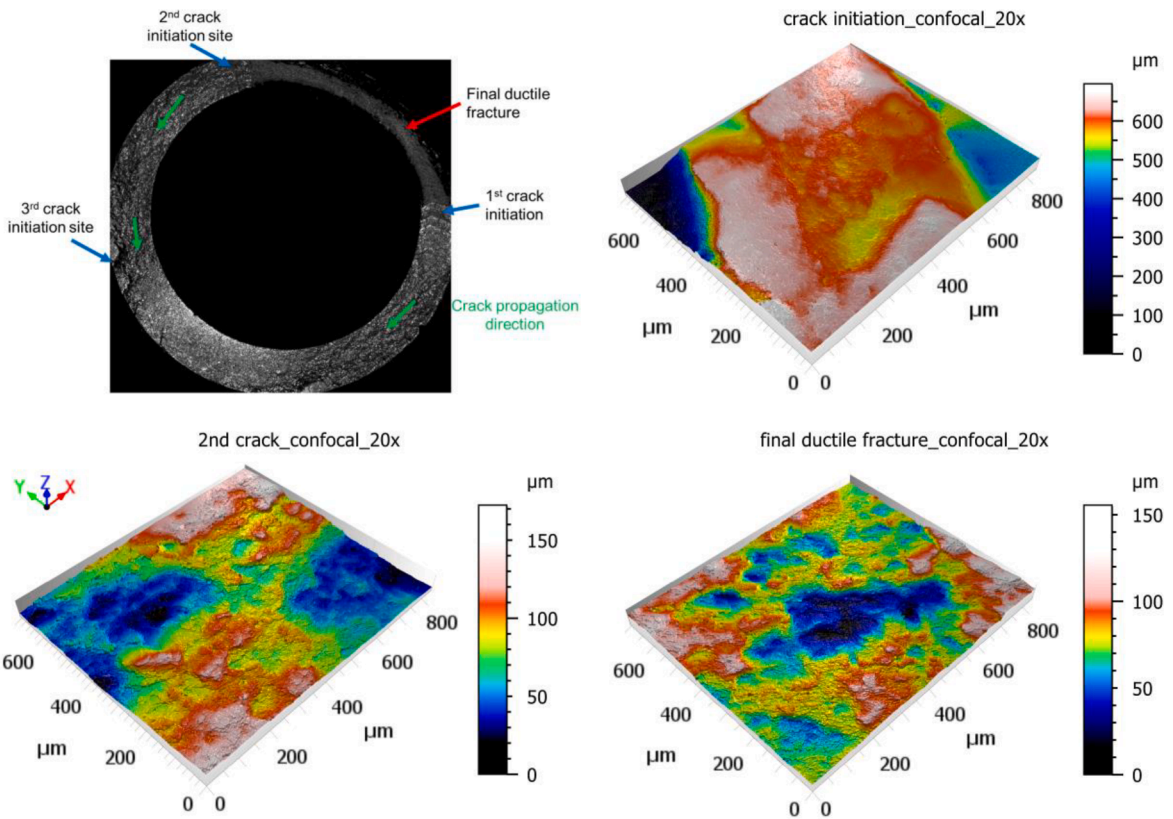 2nd crack
initiation site
Final ductile
fracture
3rd crack
initiation site
1st crack
initiation
Crack propagation
direction
crack initiation_confocal_20x
µm
600
500
400
300
200
100
0
600
400
µm
200
0
0
200
µm
400
600
800
2nd crack_confocal_20x
Y
Z
X
µm
150
100
50
0
600
400
µm
200
0
0
200
µm
400
600
800
final ductile fracture_confocal_20x
µm
150
100
50
0
600
400
µm
200
0
0
200
µm
400
600
800